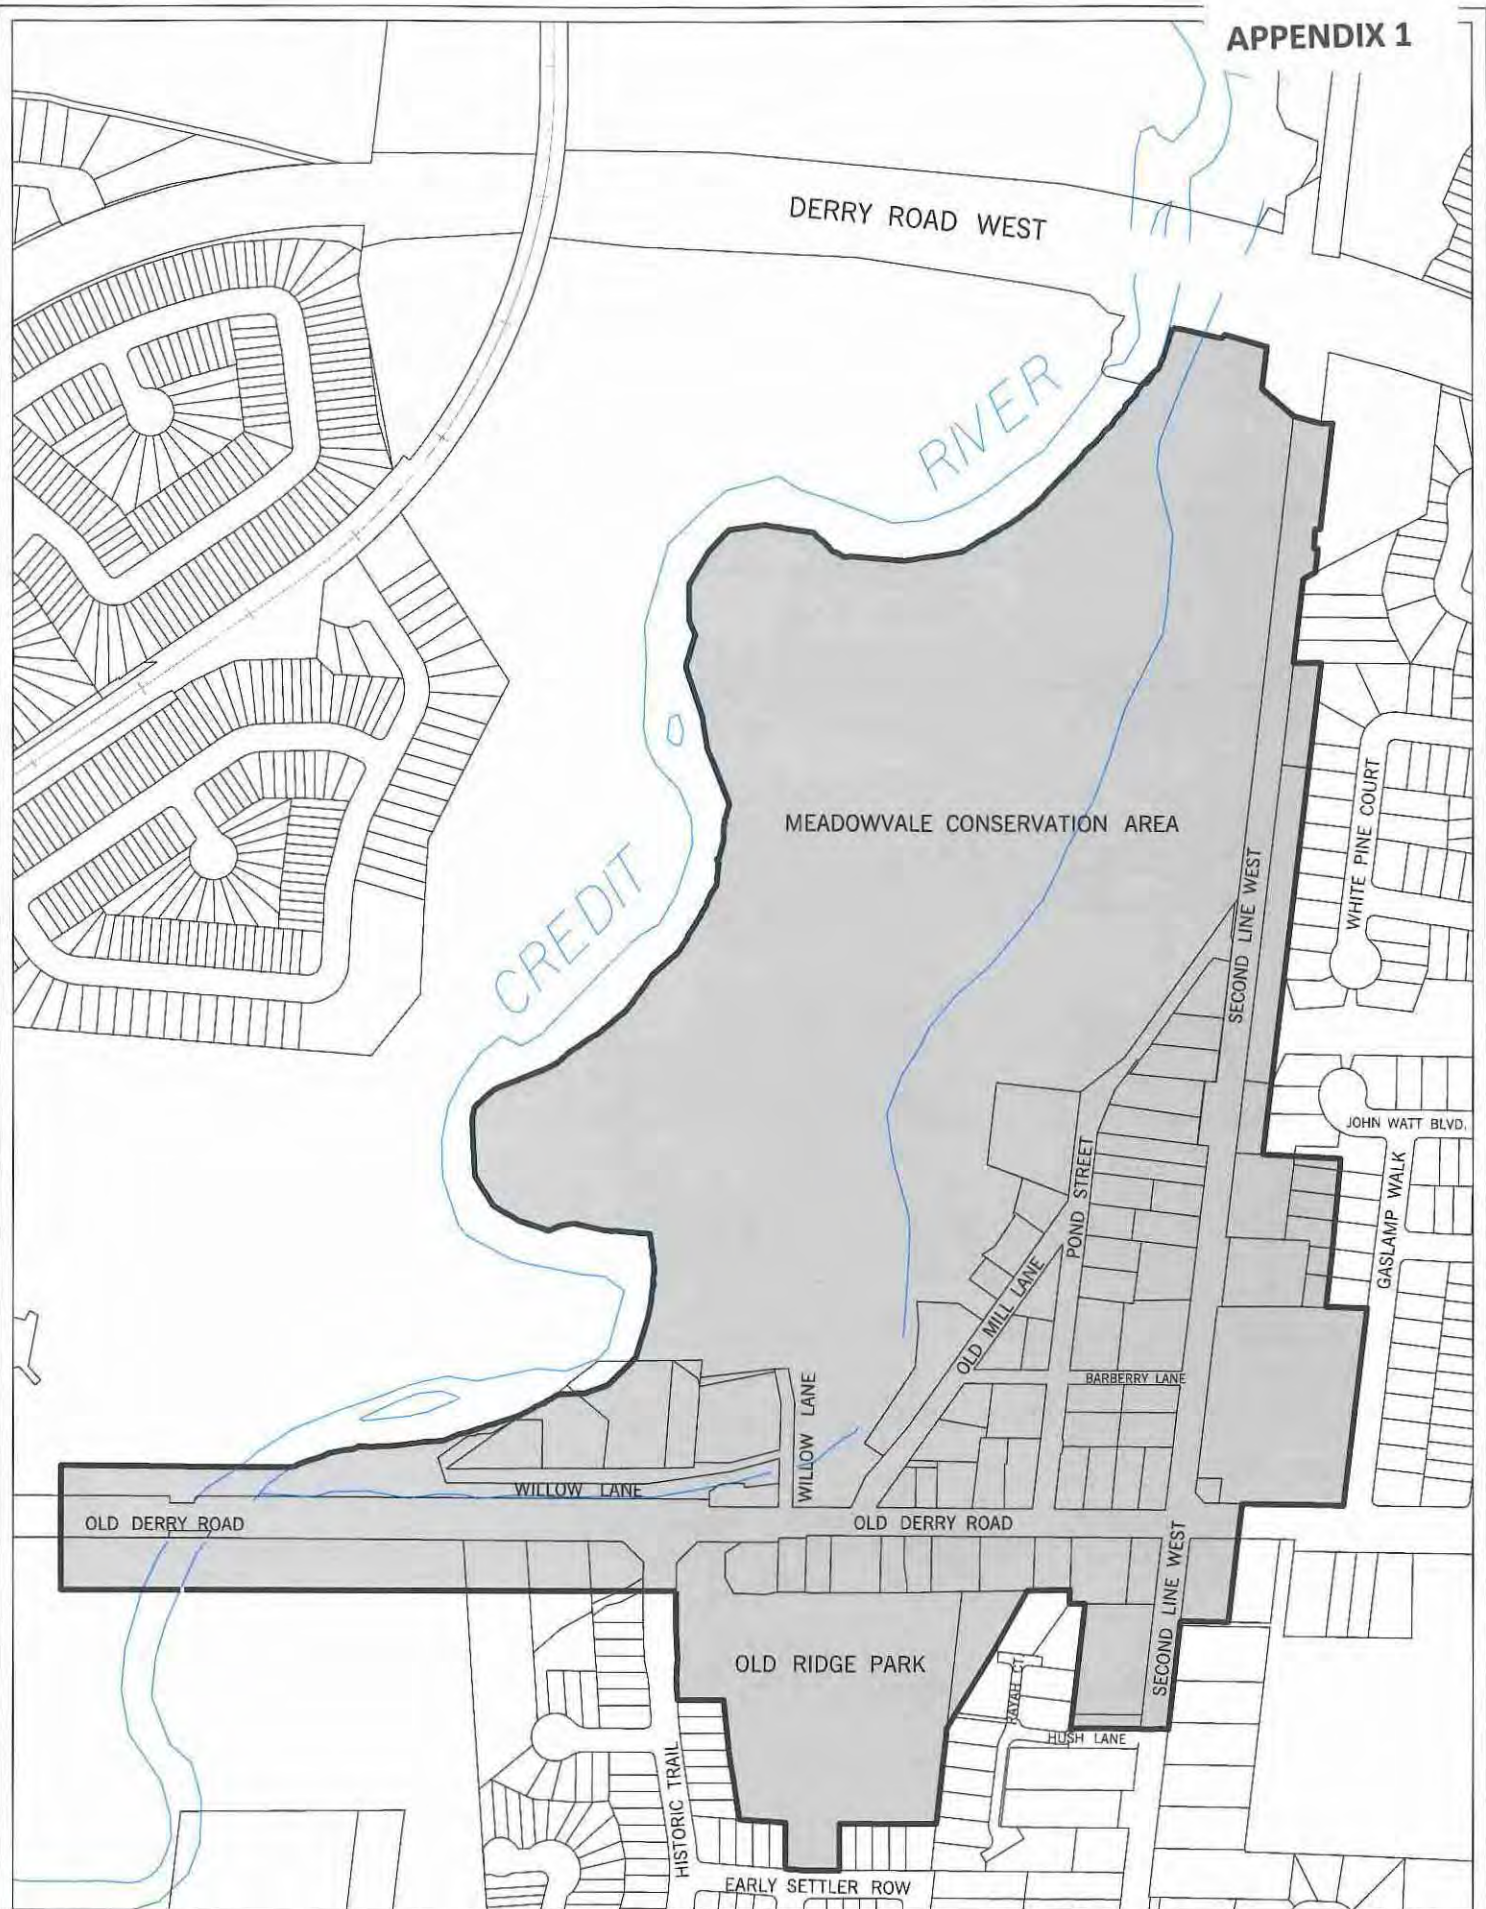 APPENDIX 1
DERRY ROAD WEST
RIVER
CREDIT
MEADOWVALE CONSERVATION AREA
WHITE PINE COURT
SECOND LINE WEST
JOHN WATT BLVD.
GASLAMP WALK
POND STREET
OLD MILL LANE
BARBERRY LANE
WILLOW LANE
WILLOW LANE
OLD DERRY ROAD
OLD DERRY ROAD
SECOND LINE WEST
OLD RIDGE PARK
RAYAH CT
HUSH LANE
HISTORIC TRAIL
EARLY SETTLER ROW